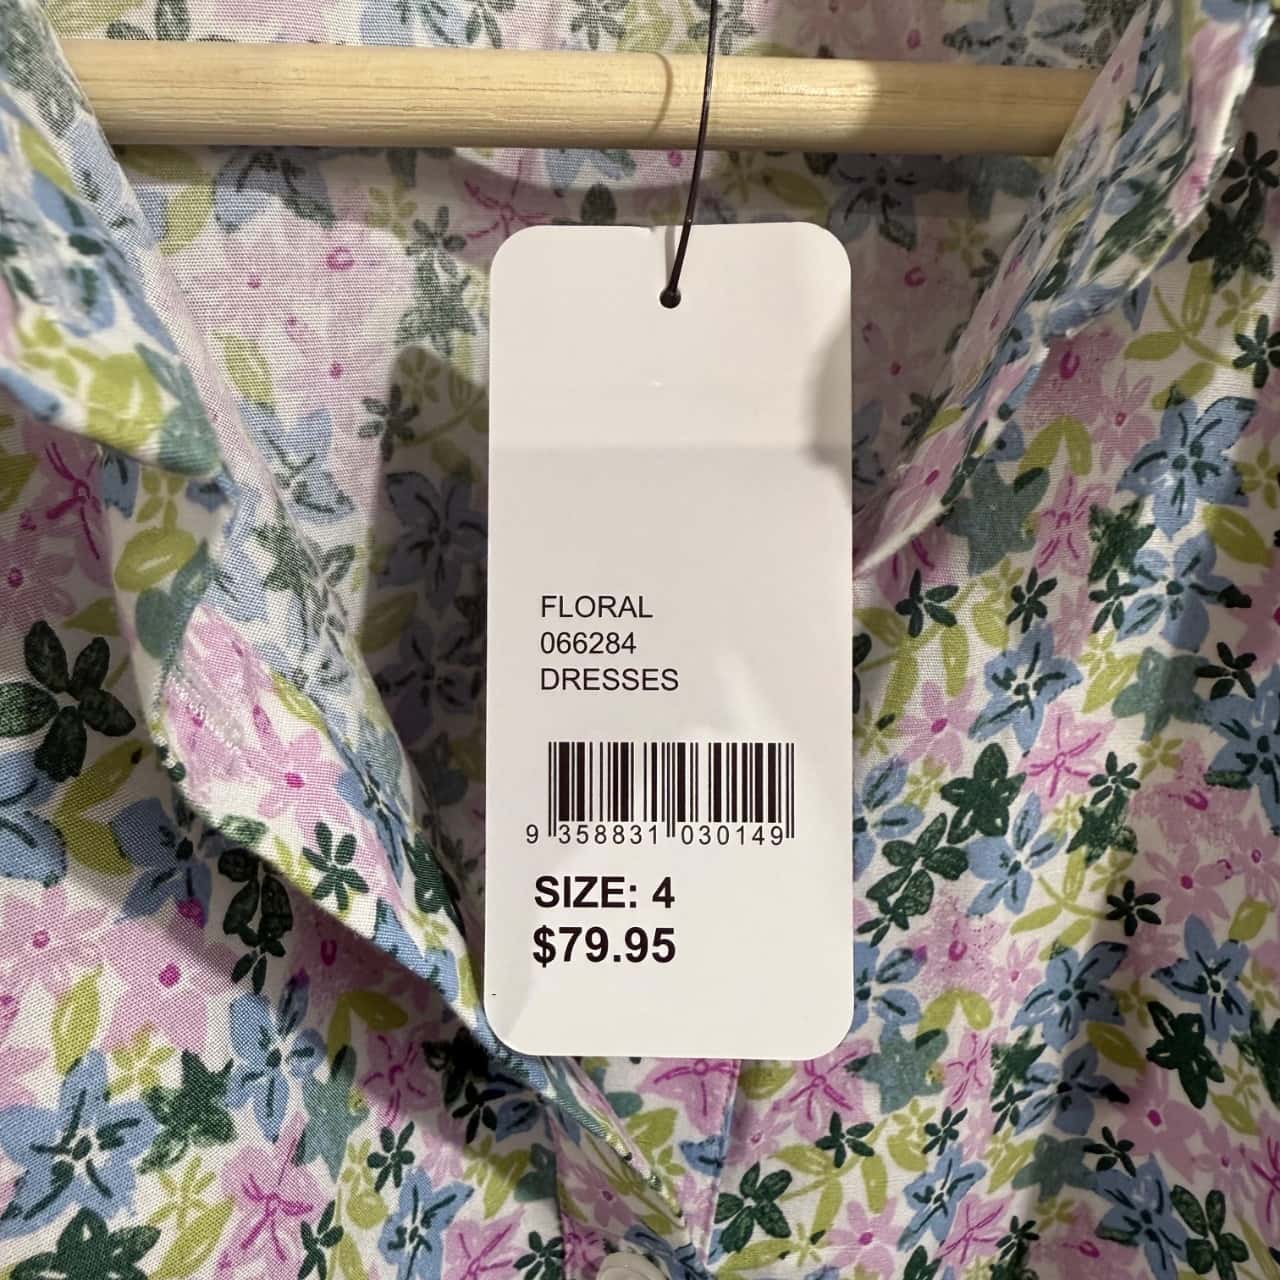 FLORAL
066284
DRESSES
9 358831 030149
SIZE: 4
$79.95